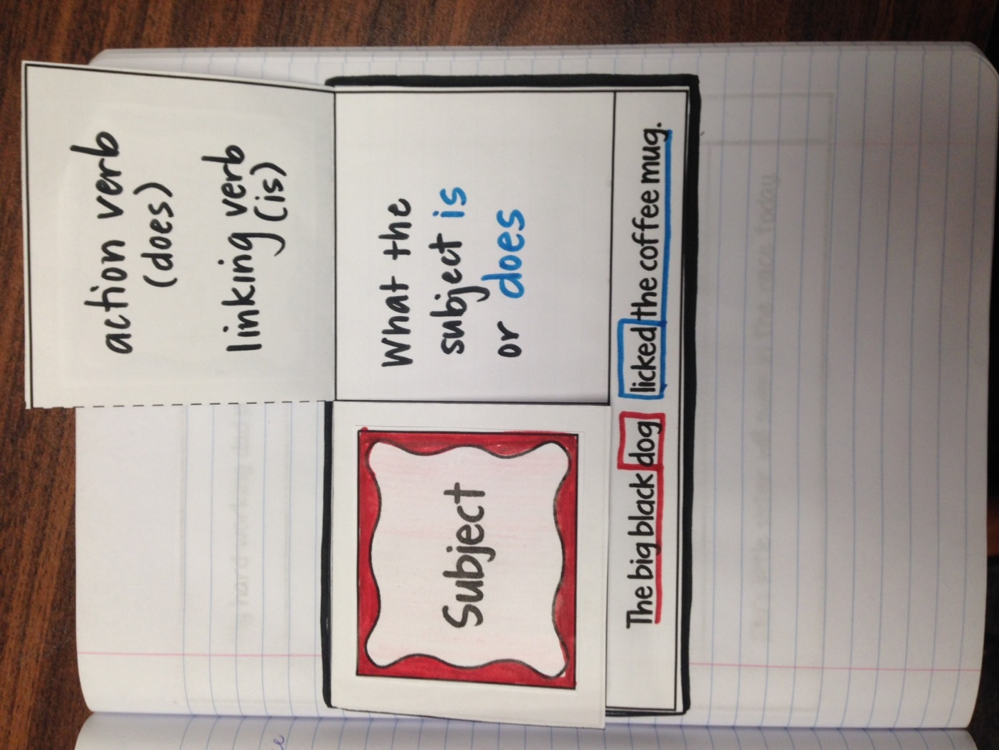 action verb
(does)
linking verb
(is)
What the
subject is
or does
Subject
The big black dog licked the coffee mug.